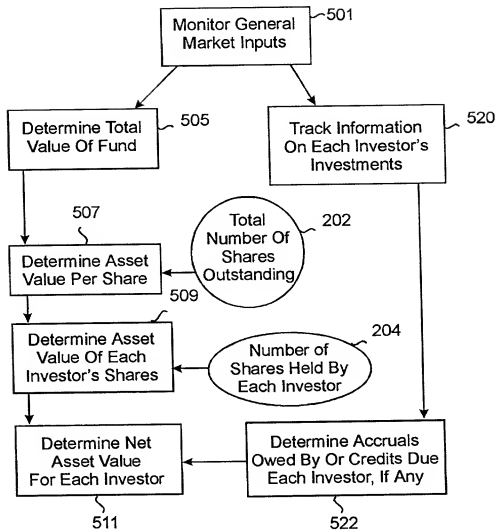 Monitor General
Market Inputs
501
Determine Total
Value Of Fund
505
Track Information
On Each Investor's
Investments
520
507
Total
Number Of
Shares
Outstanding
202
Determine Asset
Value Per Share
509
Determine Asset
Value Of Each
Investor's Shares
204
Number of
Shares Held By
Each Investor
Determine Net
Asset Value
For Each Investor
511
Determine Accruals
Owed By Or Credits Due
Each Investor, If Any
522